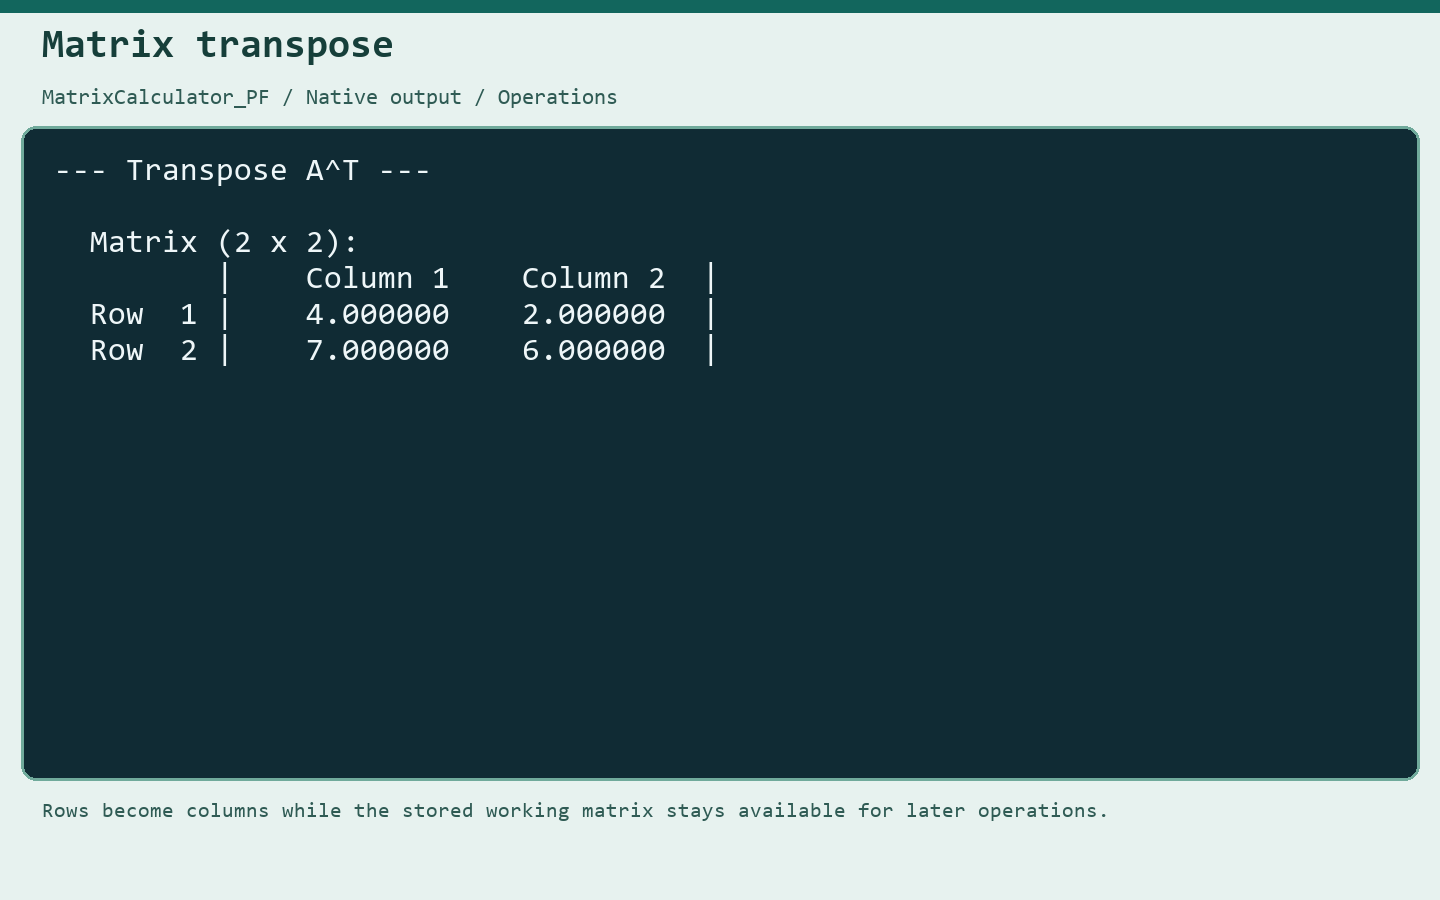 Matrix transpose
MatrixCalculator_PF / Native output / Operations
--- Transpose A^T ---
Matrix (2 x 2):
| Column 1 Column 2 |
Row 1 | 4.000000 2.000000 |
Row 2 | 7.000000 6.000000 |
Rows become columns while the stored working matrix stays available for later operations.